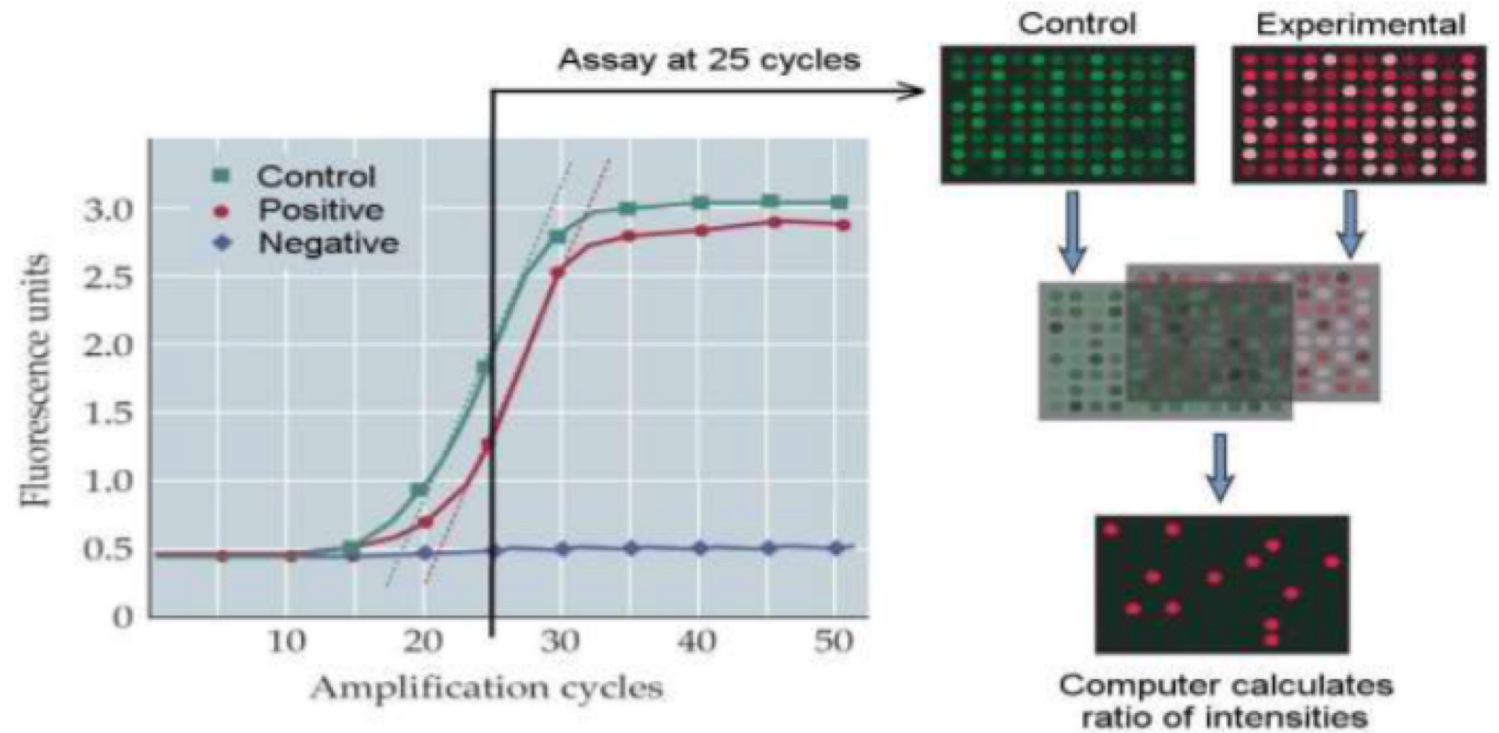 Control
Experimental
Assay at 25 cycles
Control
Positive
Negative
3.0
2.5
2.0
1.5
1.0
0.5
0
Fluorescence units
10 20 30 40 50
Amplification cycles
Computer calculates
ratio of intensities